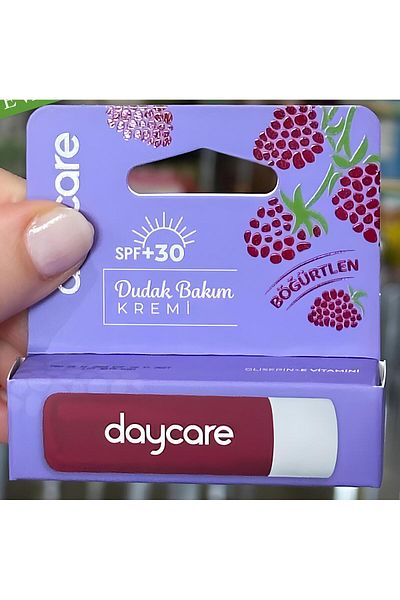 daycare
SPF+30
Dudak Bakım
KREMİ
BÖĞÜRTLEN
GLİSERİN+E VİTAMİNİ
daycare